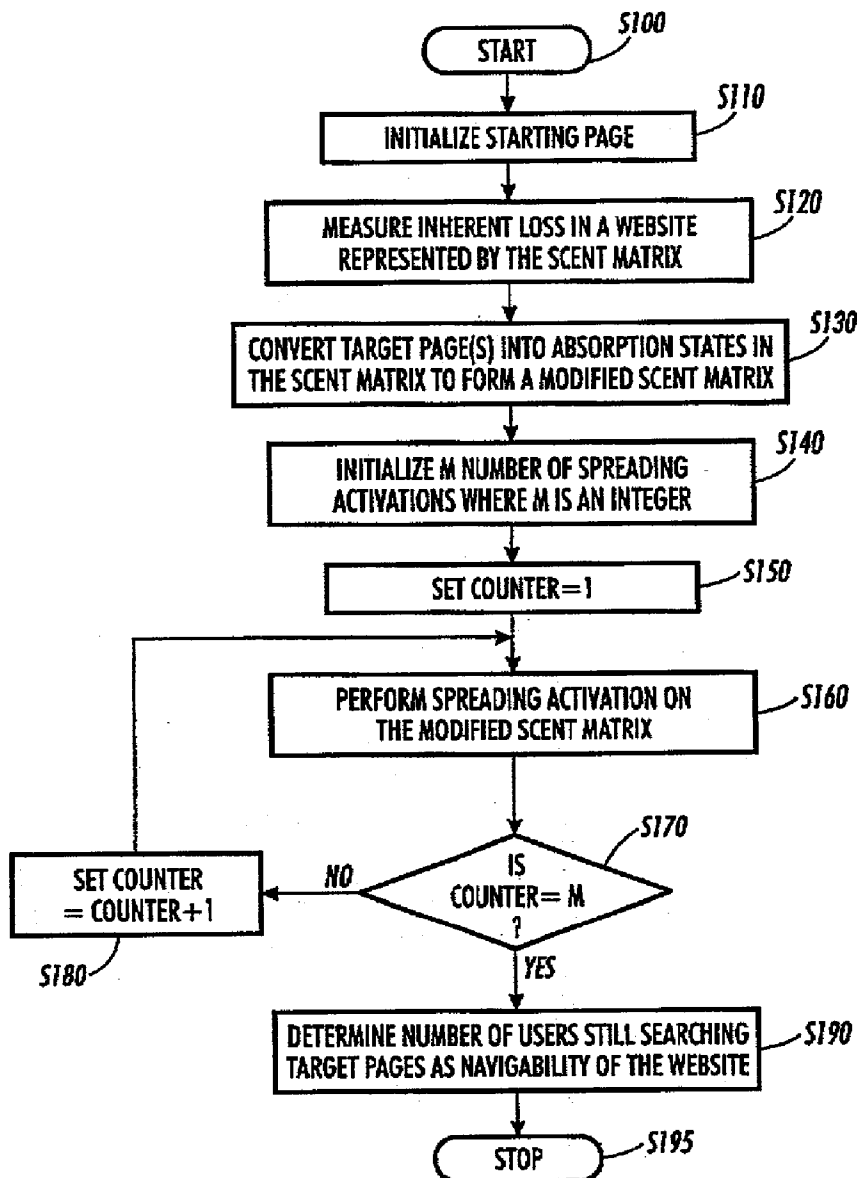 START
S100
INITIALIZE STARTING PAGE
S110
MEASURE INHERENT LOSS IN A WEBSITE
REPRESENTED BY THE SCENT MATRIX
S120
CONVERT TARGET PAGE(S) INTO ABSORPTION STATES IN
THE SCENT MATRIX TO FORM A MODIFIED SCENT MATRIX
S130
INITIALIZE M NUMBER OF SPREADING
ACTIVATIONS WHERE M IS AN INTEGER
S140
SET COUNTER=1
S150
PERFORM SPREADING ACTIVATION ON
THE MODIFIED SCENT MATRIX
S160
IS
COUNTER= M
?
S170
NO
SET COUNTER
= COUNTER+1
S180
YES
DETERMINE NUMBER OF USERS STILL SEARCHING
TARGET PAGES AS NAVIGABILITY OF THE WEBSITE
S190
STOP
S195